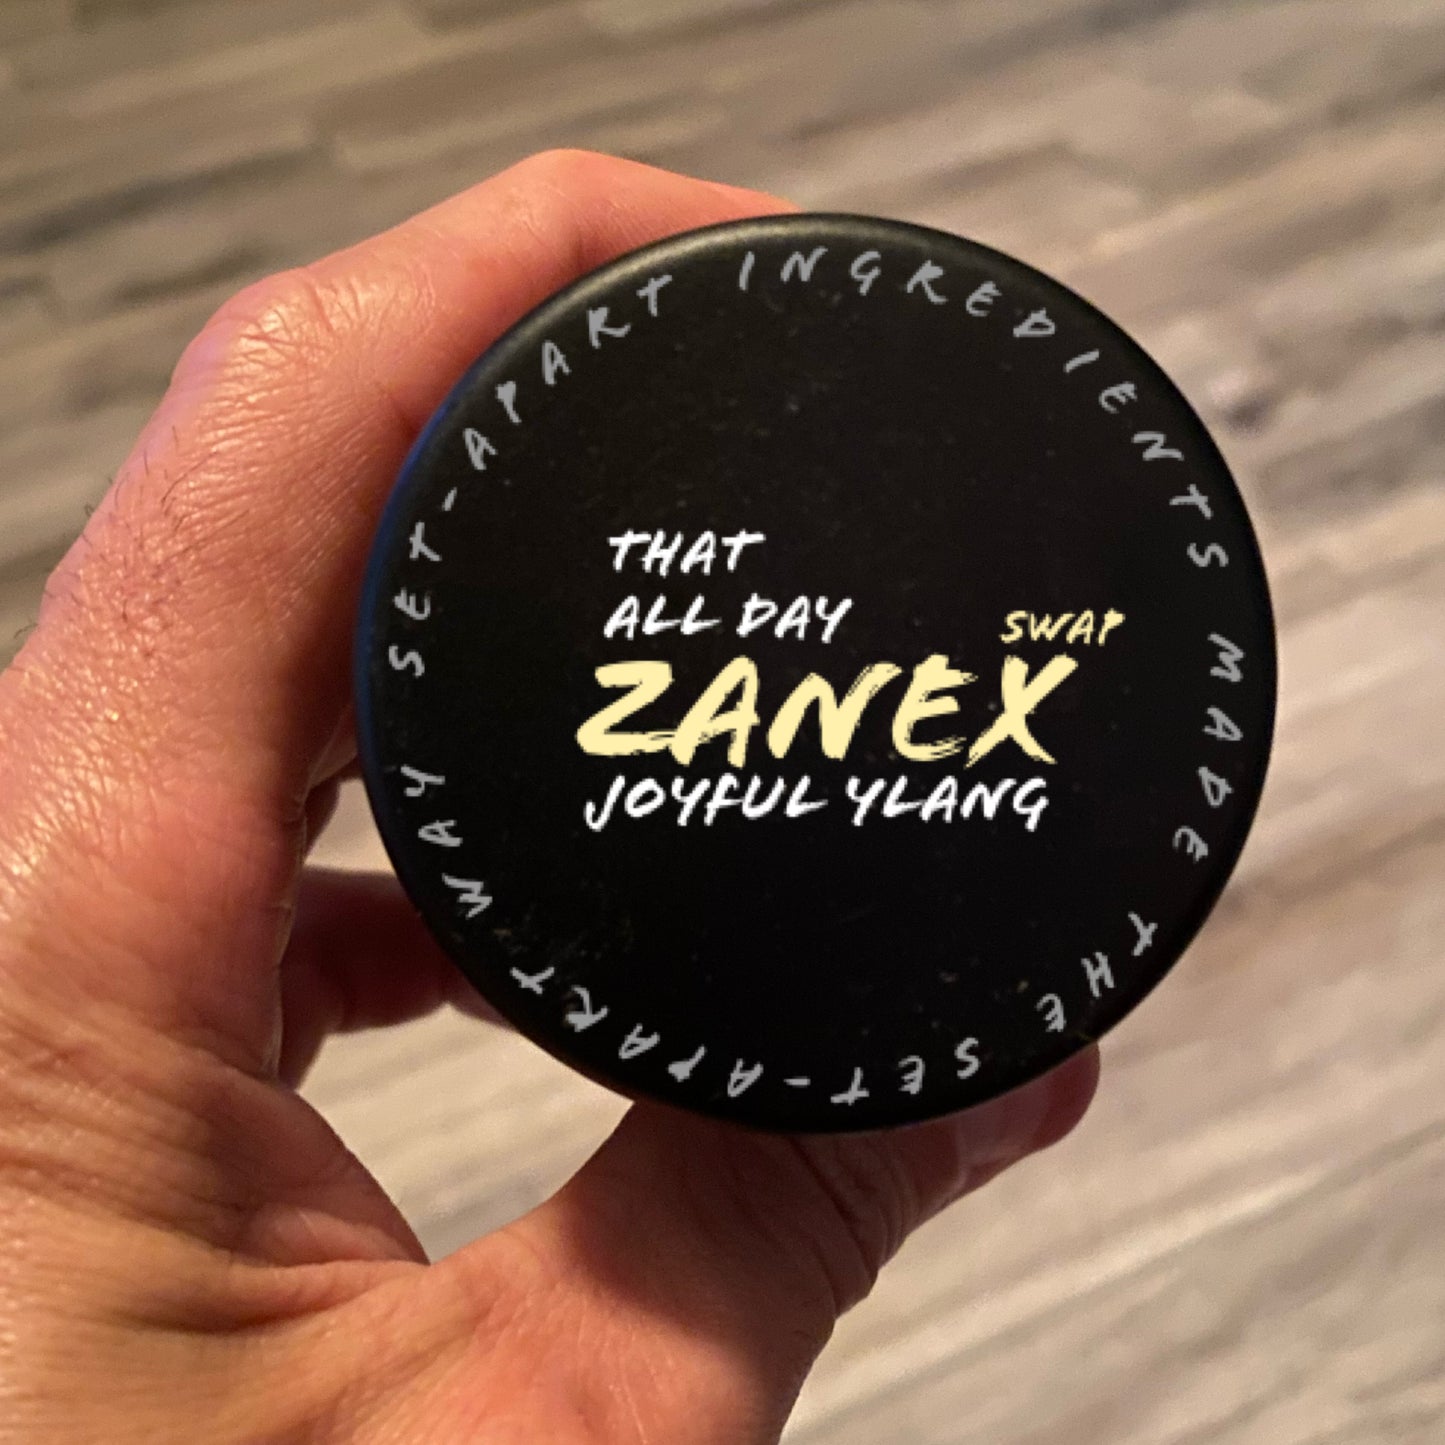 THAT
ALL DAY
SWAP
ZANEX
JOYFUL YLANG
SET-APART INGREDIENTS MADE THE SET-APART WAY